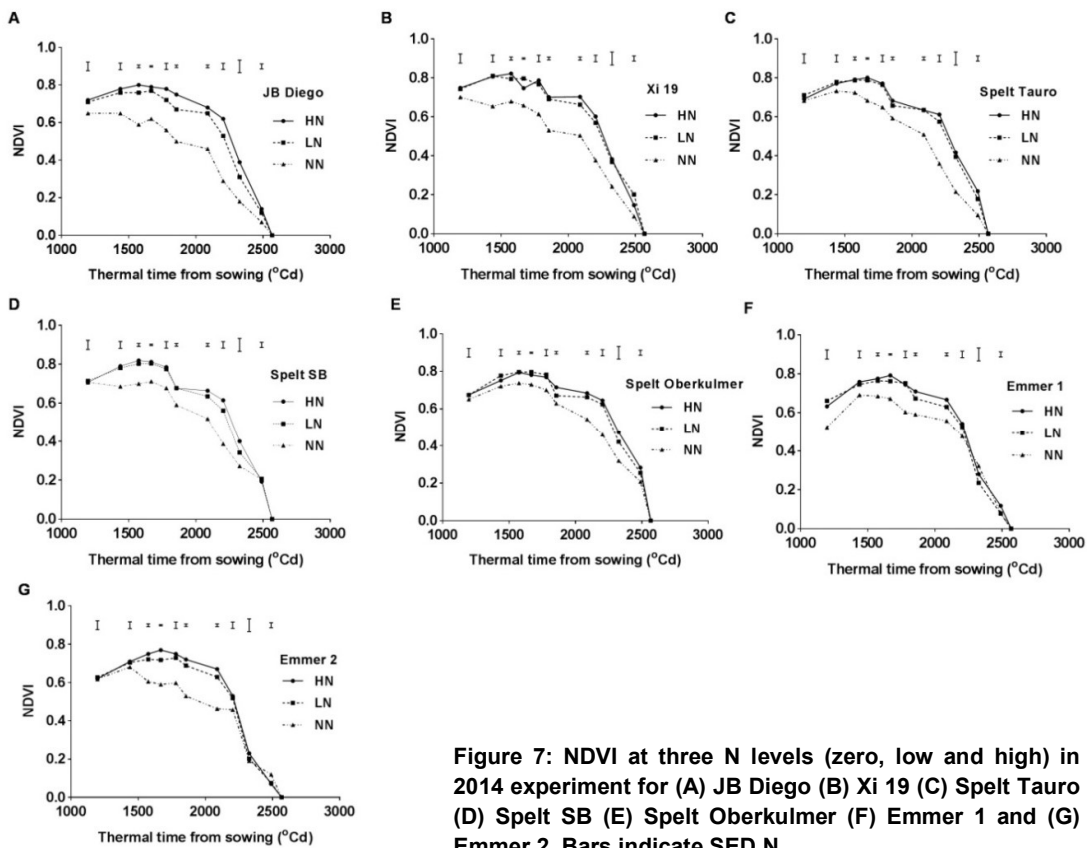 A
1.0
0.8
0.6
0.4
0.2
0.0
NDVI
JB Diego
HN
LN
NN
1000 1500 2000 2500 3000
Thermal time from sowing (°Cd)
B
1.0
0.8
0.6
0.4
0.2
0.0
NDVI
Xi 19
HN
LN
NN
1000 1500 2000 2500 3000
Thermal time from sowing (°Cd)
C
1.0
0.8
0.6
0.4
0.2
0.0
NDVI
Spelt Tauro
HN
LN
NN
1000 1500 2000 2500 3000
Thermal time from sowing (°Cd)
D
1.0
0.8
0.6
0.4
0.2
0.0
NDVI
Spelt SB
HN
LN
NN
1000 1500 2000 2500 3000
Thermal time from sowing (°Cd)
E
1.0
0.8
0.6
0.4
0.2
0.0
NDVI
Spelt Oberkulmer
HN
LN
NN
1000 1500 2000 2500 3000
Thermal time from sowing (°Cd)
F
1.0
0.8
0.6
0.4
0.2
0.0
NDVI
Emmer 1
HN
LN
NN
1000 1500 2000 2500 3000
Thermal time from sowing (°Cd)
G
1.0
0.8
0.6
0.4
0.2
0.0
NDVI
Emmer 2
HN
LN
NN
1000 1500 2000 2500 3000
Thermal time from sowing (°Cd)
Figure 7: NDVI at three N levels (zero, low and high) in
2014 experiment for (A) JB Diego (B) Xi 19 (C) Spelt Tauro
(D) Spelt SB (E) Spelt Oberkulmer (F) Emmer 1 and (G)
Emmer 2. Bars indicate SED N